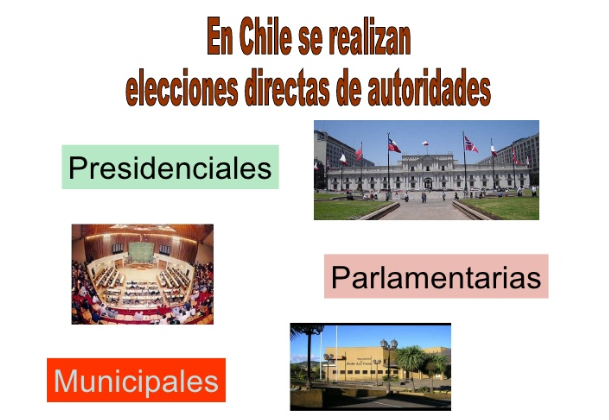 En Chile se realizan
elecciones directas de autoridades
Presidenciales
Parlamentarias
Municipales